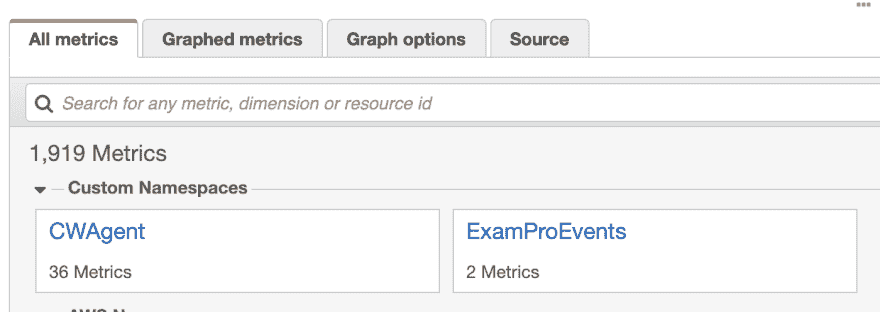 All metrics Graphed metrics Graph options Source
Search for any metric, dimension or resource id
1,919 Metrics
Custom Namespaces
CWAgent ExamProEvents
36 Metrics 2 Metrics